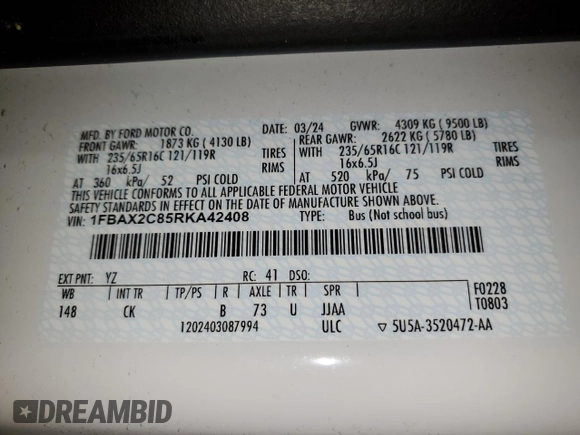 MFD. BY FORD MOTOR CO. DATE: 03/24 GVWR: 4309 KG (9500 LB)
FRONT GAWR: 1873 KG (4130 LB) REAR GAWR: 2622 KG (5780 LB)
WITH 235/65R16C 121/119R TIRES WITH 235/65R16C 121/119R TIRES
16x6.5J RIMS 16x6.5J RIMS
AT 360 kPa/ 52 PSI COLD AT 520 kPa/ 75 PSI COLD
THIS VEHICLE CONFORMS TO ALL APPLICABLE FEDERAL MOTOR VEHICLE
SAFETY STANDARDS IN EFFECT ON THE DATE OF MANUFACTURE SHOWN ABOVE.
VIN: 1FBAX2C85RKA42408 TYPE: Bus (Not school bus)
EXT PNT: YZ RC: 41 DSO: F0228
WB INT TR TP/PS R AXLE TR SPR T0803
148 CK B 73 U JJAA
1202403087994 ULC ▽ 5U5A-3520472-AA
DREAMBID